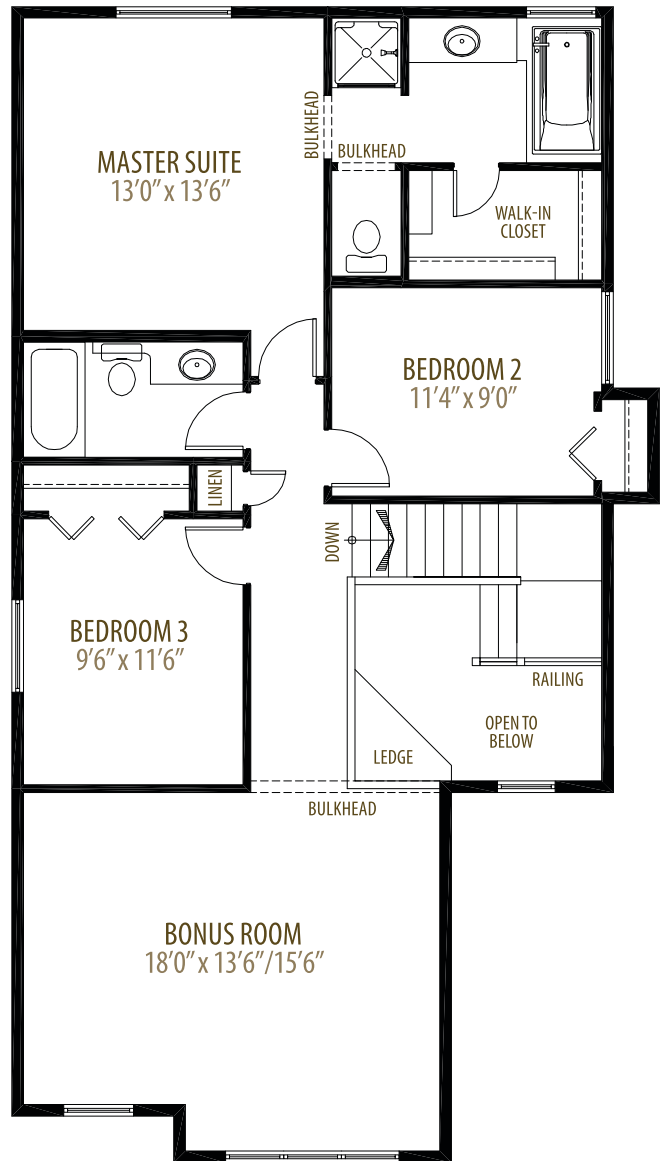 BULKHEAD
BULKHEAD
MASTER SUITE
13'0" x 13'6"
WALK-IN
CLOSET
BEDROOM 2
11'4" x 9'0"
LINEN
DOWN
BEDROOM 3
9'6" x 11'6"
RAILING
OPEN TO
BELOW
LEDGE
BULKHEAD
BONUS ROOM
18'0" x 13'6"/15'6"